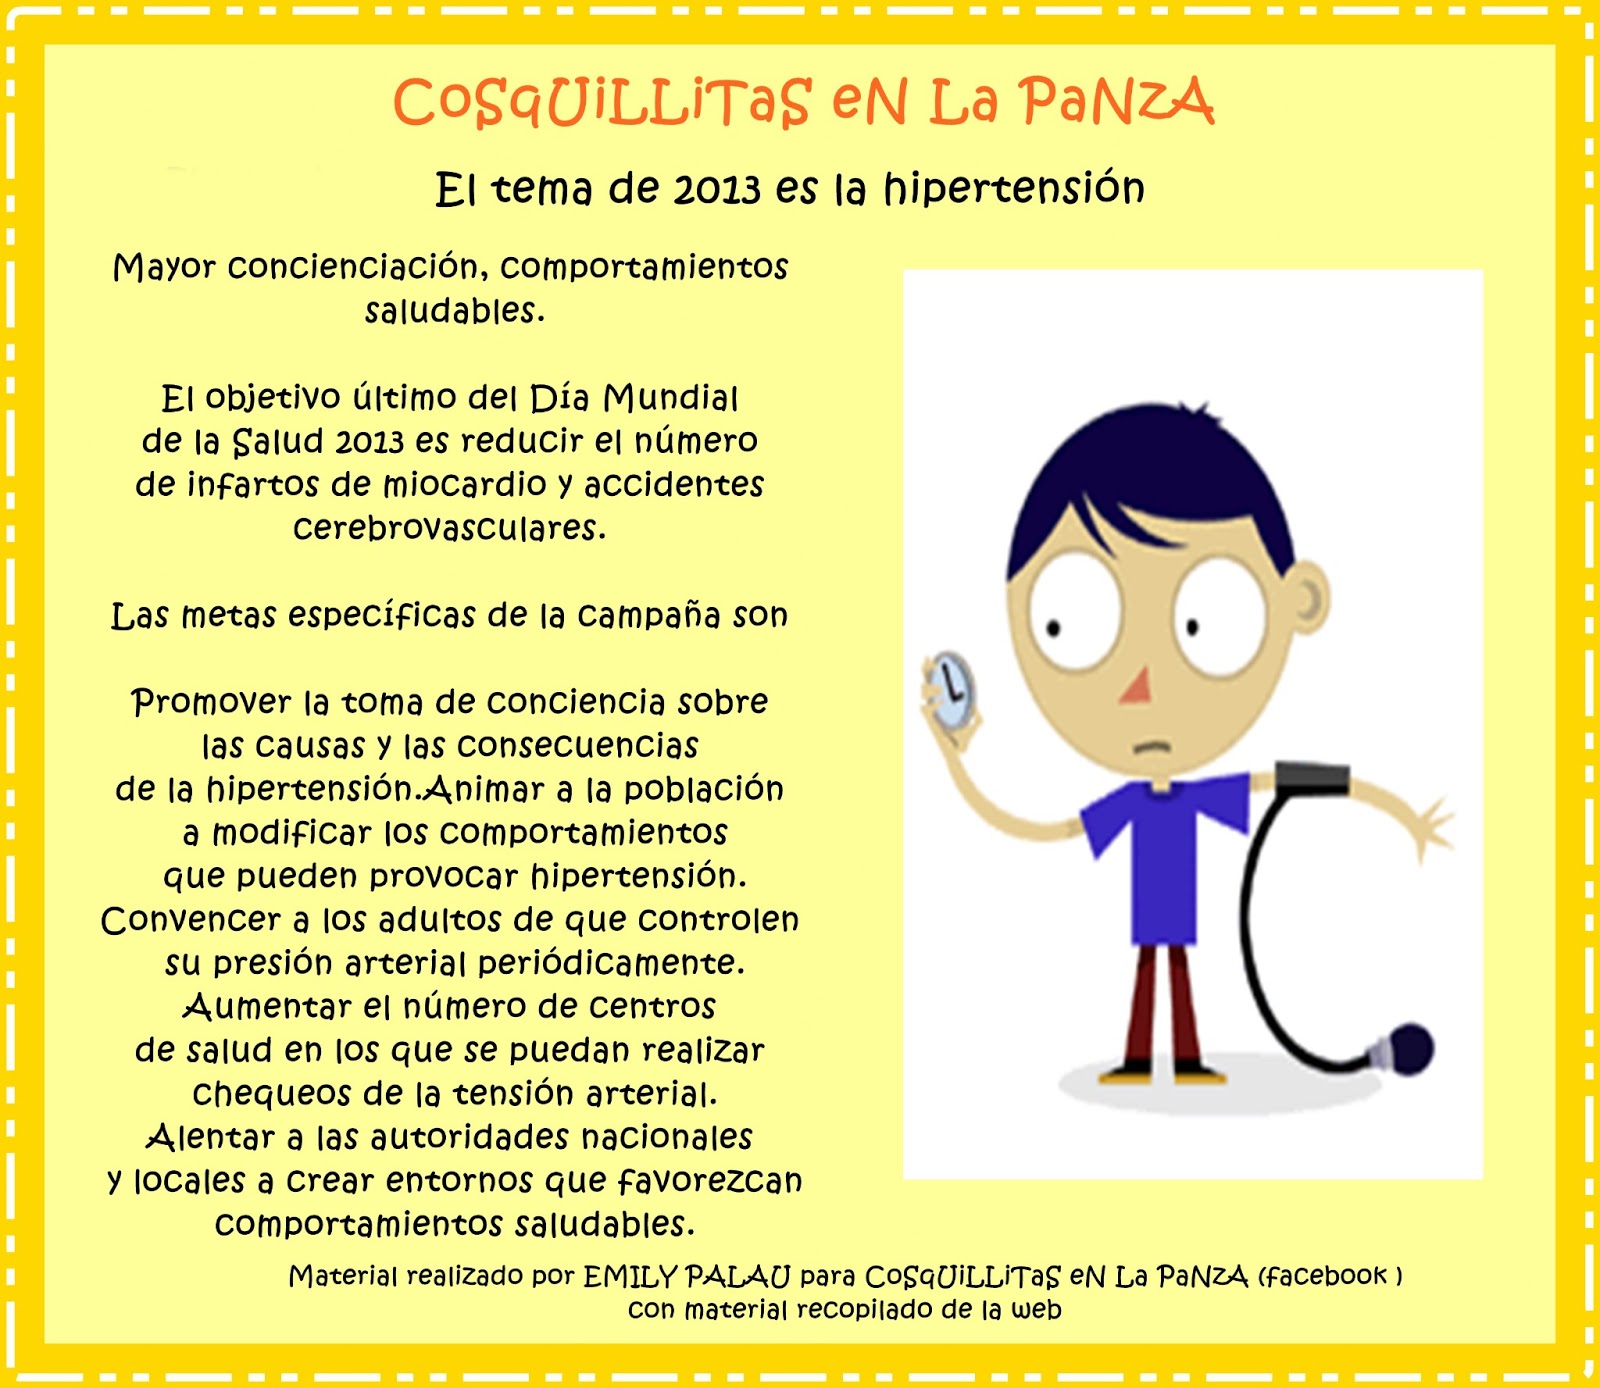 CoSqUiLLiTaS eN La PaNzA
El tema de 2013 es la hipertensión
Mayor concienciación, comportamientos
saludables.
El objetivo último del Día Mundial
de la Salud 2013 es reducir el número
de infartos de miocardio y accidentes
cerebrovasculares.
Las metas específicas de la campaña son
Promover la toma de conciencia sobre
las causas y las consecuencias
de la hipertensión.Animar a la población
a modificar los comportamientos
que pueden provocar hipertensión.
Convencer a los adultos de que controlen
su presión arterial periódicamente.
Aumentar el número de centros
de salud en los que se puedan realizar
chequeos de la tensión arterial.
Alentar a las autoridades nacionales
y locales a crear entornos que favorezcan
comportamientos saludables.
Material realizado por EMILY PALAU para CoSqUiLLiTaS eN La PaNzA (facebook )
con material recopilado de la web